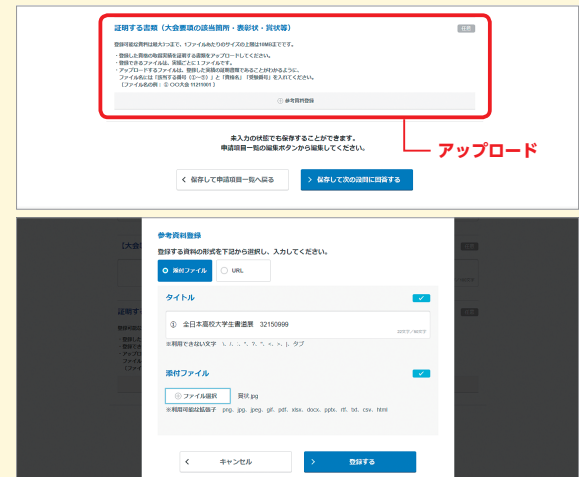 証明する書類（大会要項の該当箇所・表彰状・賞状等）
任意
登録可能な資料は最大7つまで、1ファイルあたりのサイズの上限は10MBまでです。
・登録した資格の取得実績を証明する書類をアップロードしてください。
・登録できるファイルは、実績ごとに1ファイルです。
・アップロードするファイルは、登録した実績の証明書類であることがわかるように、
ファイル名には「該当する番号（①〜⑦）」と「資格名」「受験番号」を入れてください。
（ファイル名の例：① ○○大会 11211001）
参考資料登録
未入力の状態でも保存することができます。
申請項目一覧の編集ボタンから編集してください。
アップロード
保存して申請項目一覧へ戻る
保存して次の設問に回答する
参考資料登録
登録する資料の形式を下記から選択し、入力してください。
添付ファイル
URL
タイトル
① 全日本高校大学生書道展 32150999
※利用できない文字
タブ
添付ファイル
ファイル選択
賞状.jpg
※利用可能な拡張子 png、jpg、jpeg、gif、pdf、xlsx、docx、pptx、rtf、txt、csv、html
キャンセル
登録する